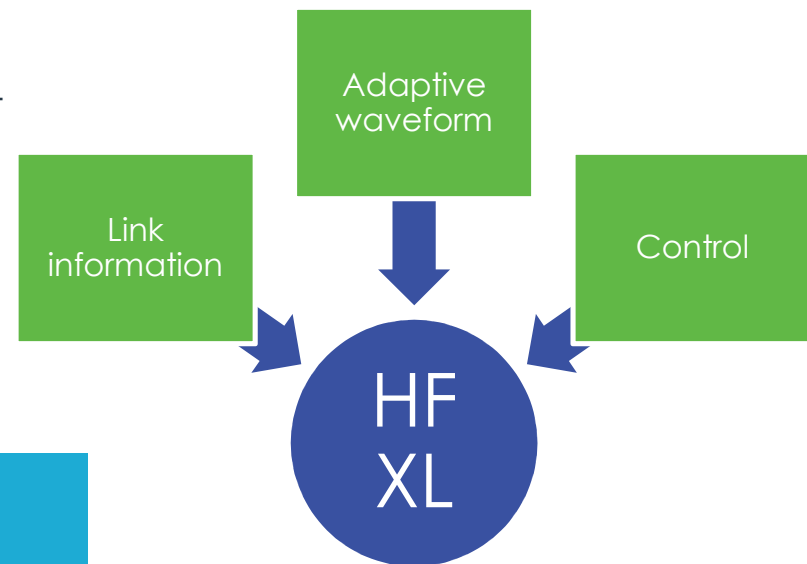 Adaptive
waveform
Link
information
Control
HF
XL